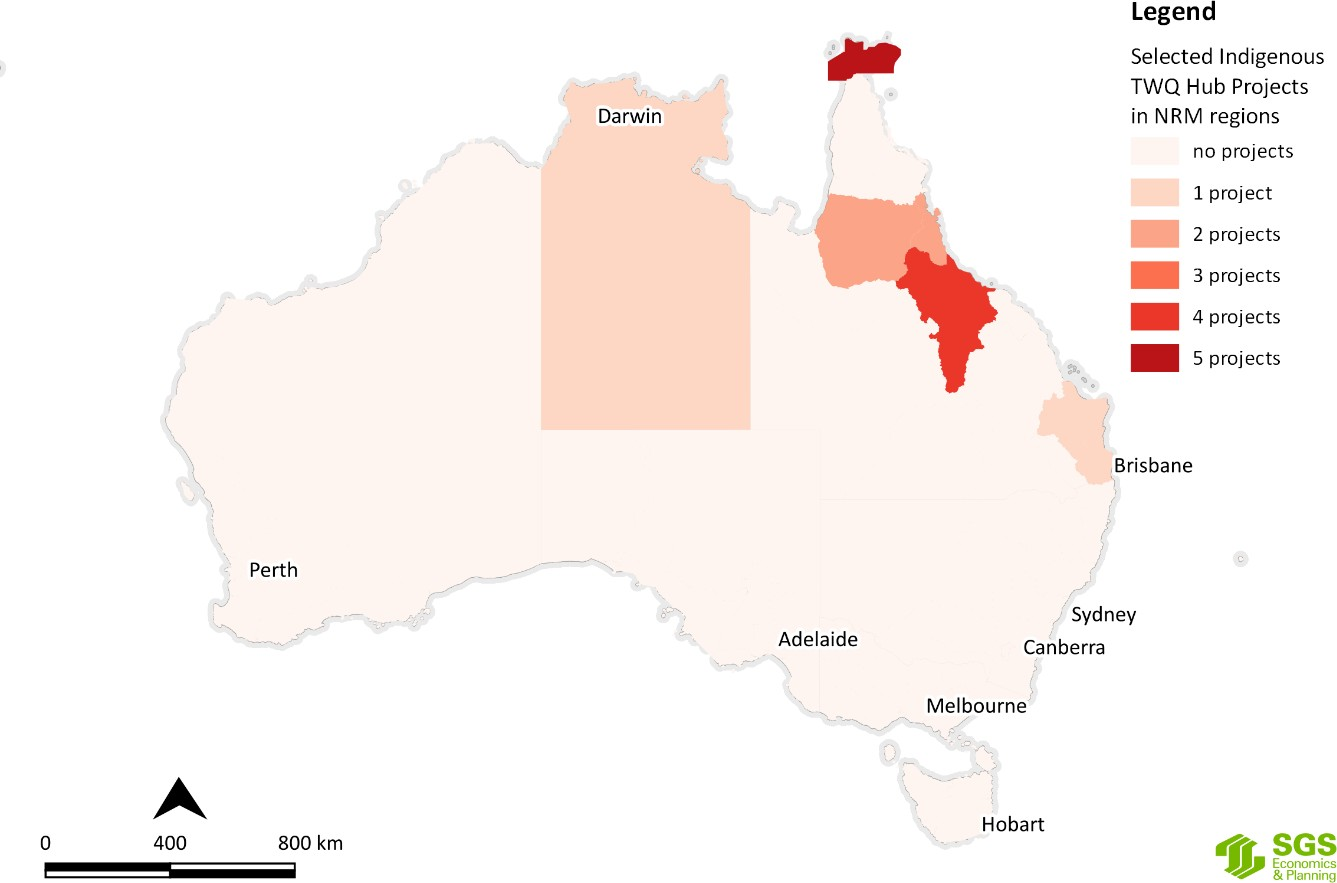 Legend
Selected Indigenous
TWQ Hub Projects
in NRM regions
no projects
1 project
2 projects
3 projects
4 projects
5 projects
Darwin
Brisbane
Perth
Sydney
Adelaide
Canberra
Melbourne
Hobart
0 400 800 km
SGS
Economics
& Planning